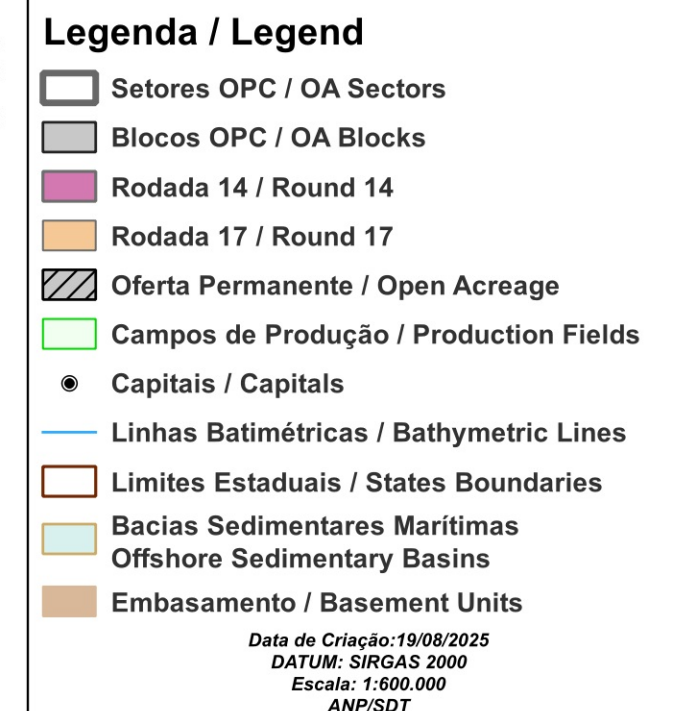 Legenda / Legend
Setores OPC / OA Sectors
Blocos OPC / OA Blocks
Rodada 14 / Round 14
Rodada 17 / Round 17
Oferta Permanente / Open Acreage
Campos de Produção / Production Fields
Capitais / Capitals
Linhas Batimétricas / Bathymetric Lines
Limites Estaduais / States Boundaries
Bacias Sedimentares Marítimas
Offshore Sedimentary Basins
Embasamento / Basement Units
Data de Criação:19/08/2025
DATUM: SIRGAS 2000
Escala: 1:600.000
ANP/SDT